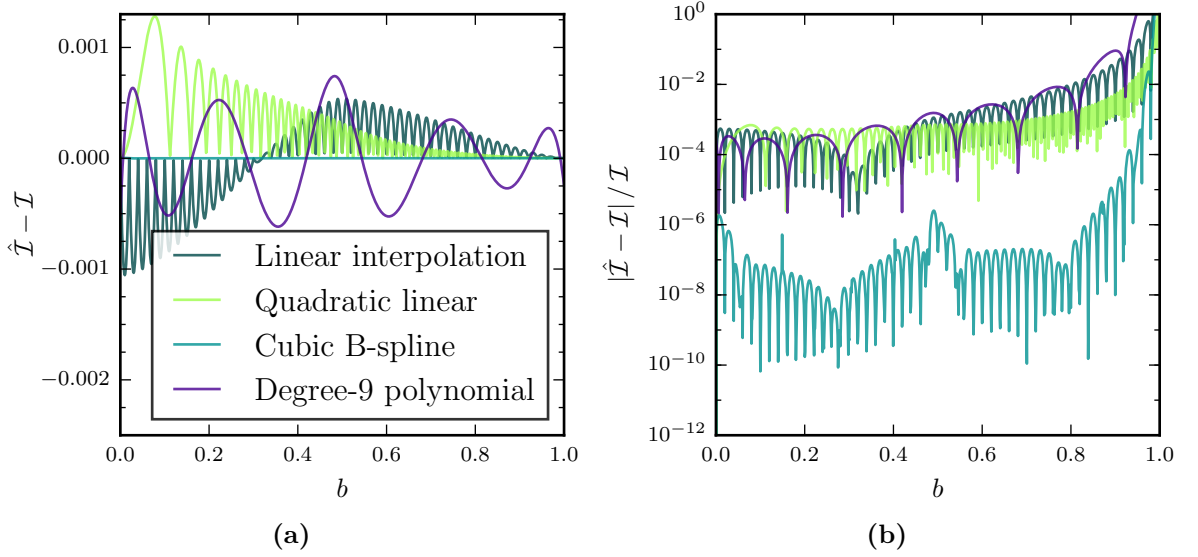 0.001
0.000
−0.001
−0.002
Î − I
Linear interpolation
Quadratic linear
Cubic B-spline
Degree-9 polynomial
0.0 0.2 0.4 0.6 0.8 1.0
b
(a)
10^0
10^−2
10^−4
10^−6
10^−8
10^−10
10^−12
|Î − I|/I
0.0 0.2 0.4 0.6 0.8 1.0
b
(b)